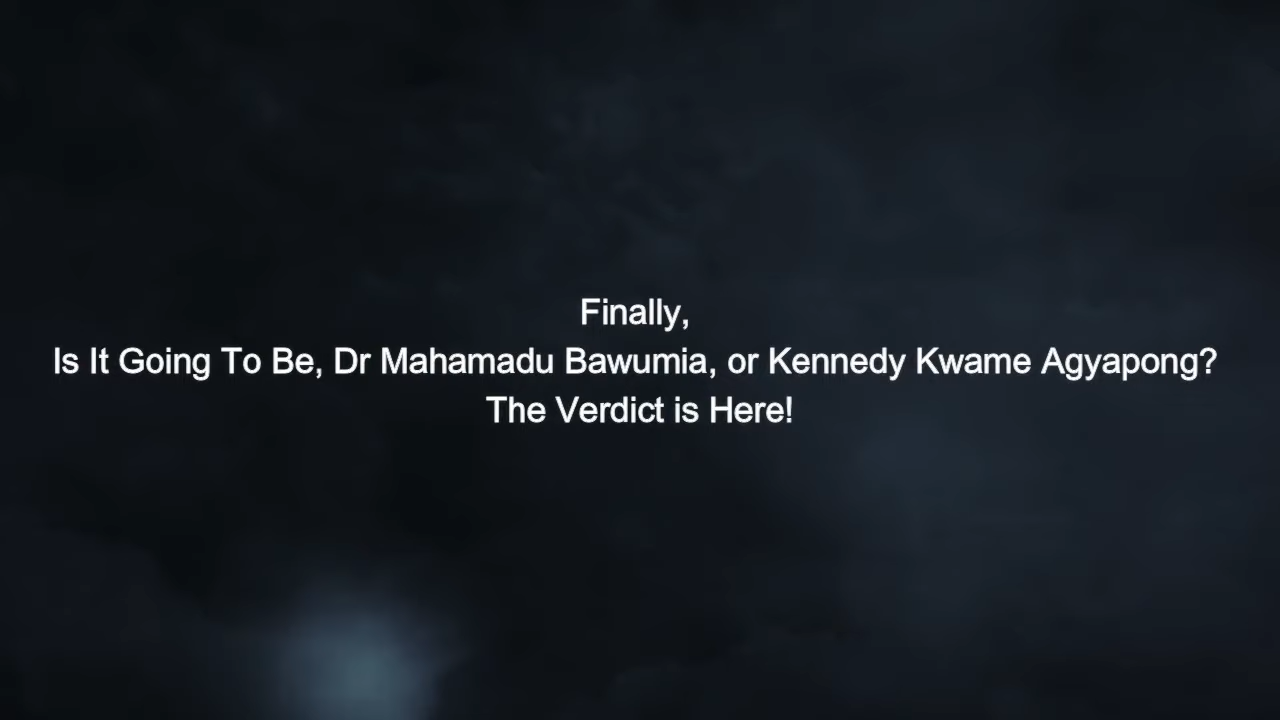 Finally,
Is It Going To Be, Dr Mahamadu Bawumia, or Kennedy Kwame Agyapong?
The Verdict is Here!